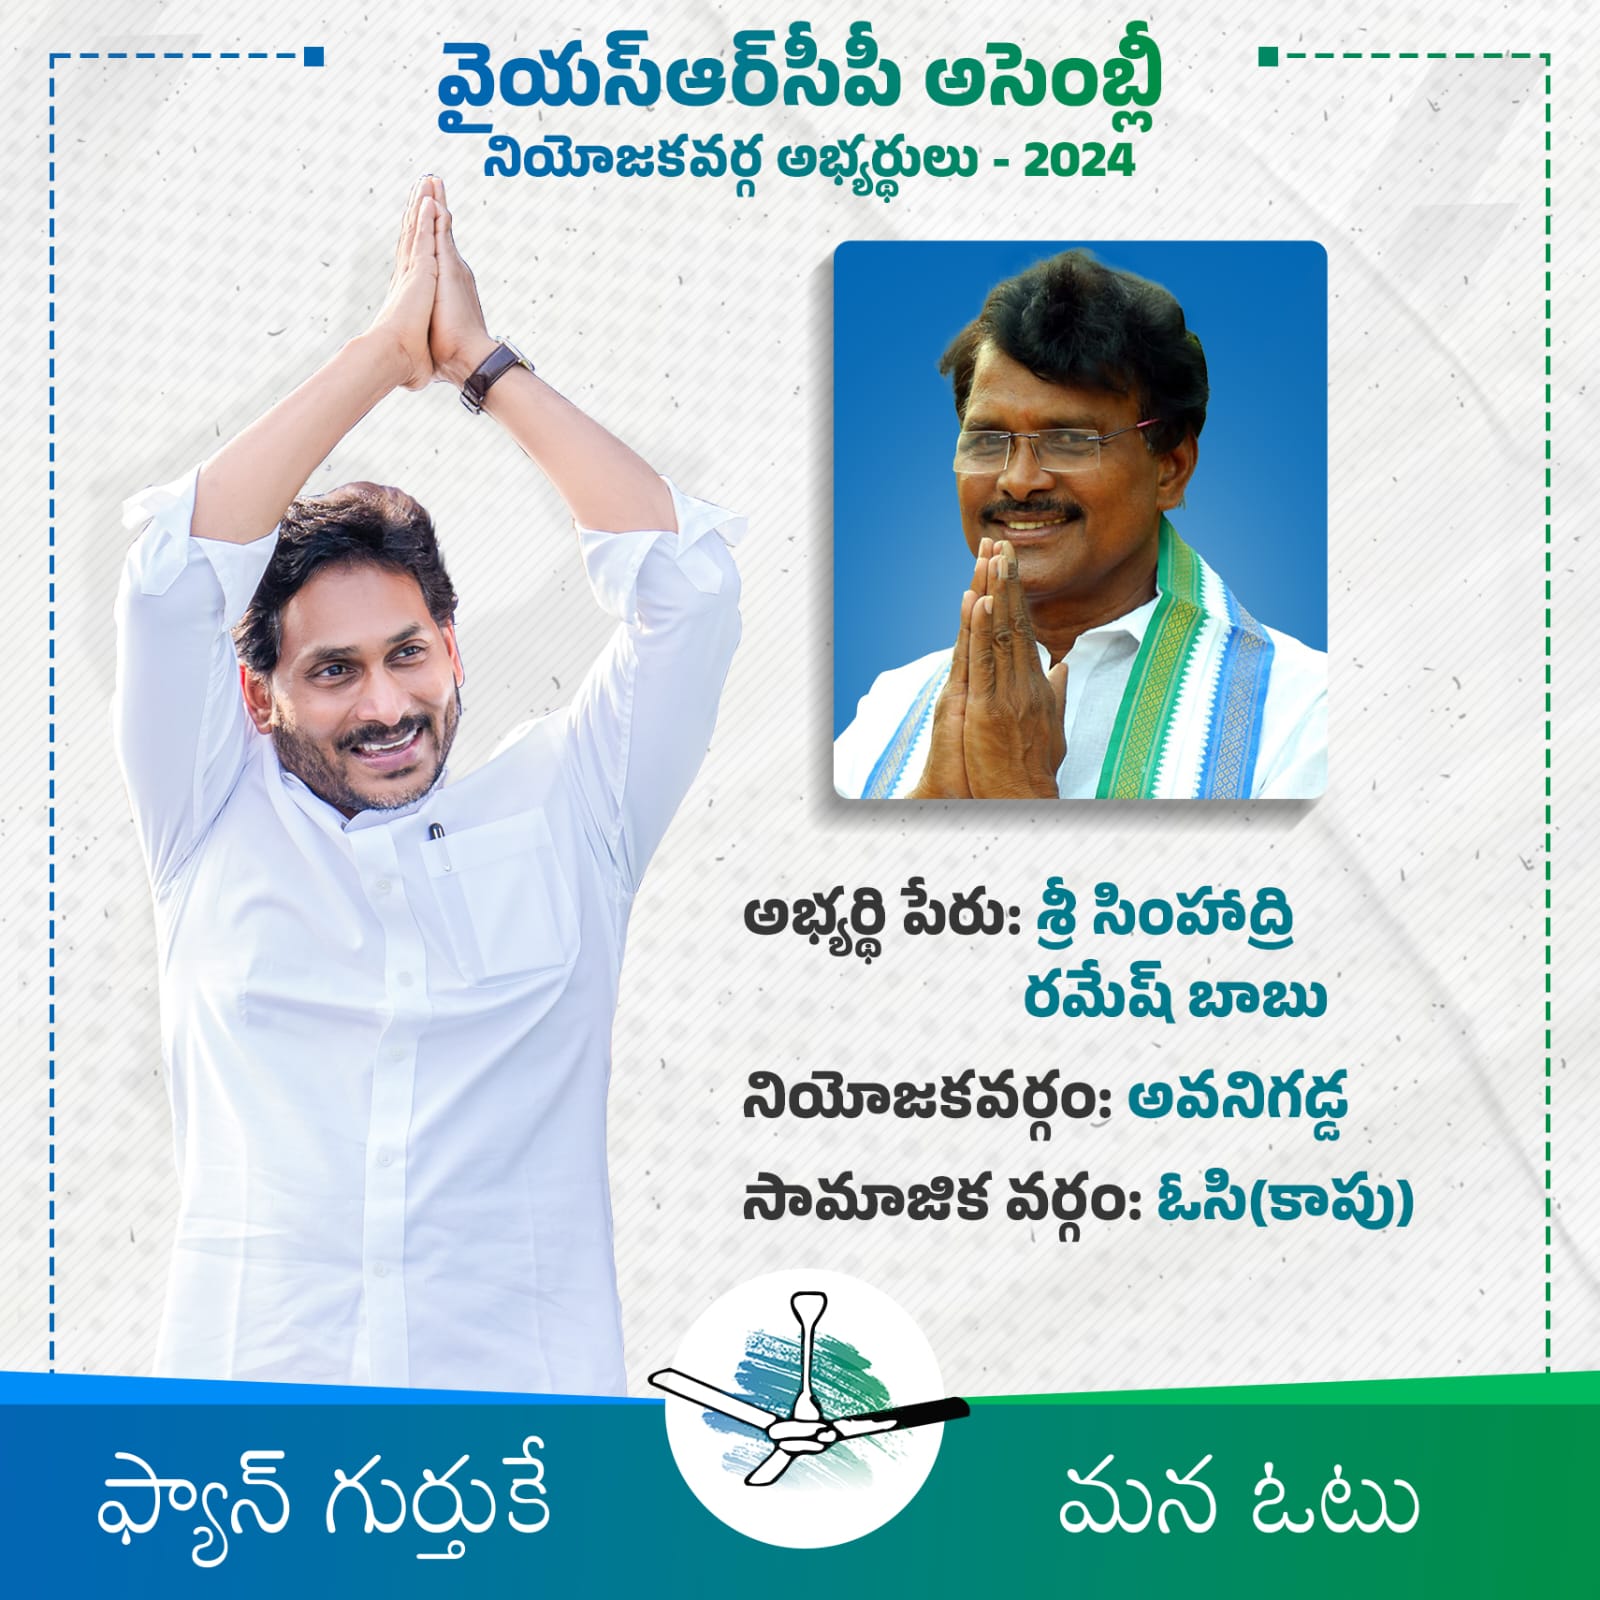 వైయస్ఆర్‌సీపీ అసెంబ్లీ
నియోజకవర్గ అభ్యర్థులు - 2024
అభ్యర్థి పేరు: శ్రీ సింహాద్రి
రమేష్ బాబు
నియోజకవర్గం: అవనిగడ్డ
సామాజిక వర్గం: ఓసి(కాపు)
ఫ్యాన్ గుర్తుకే మన ఓటు